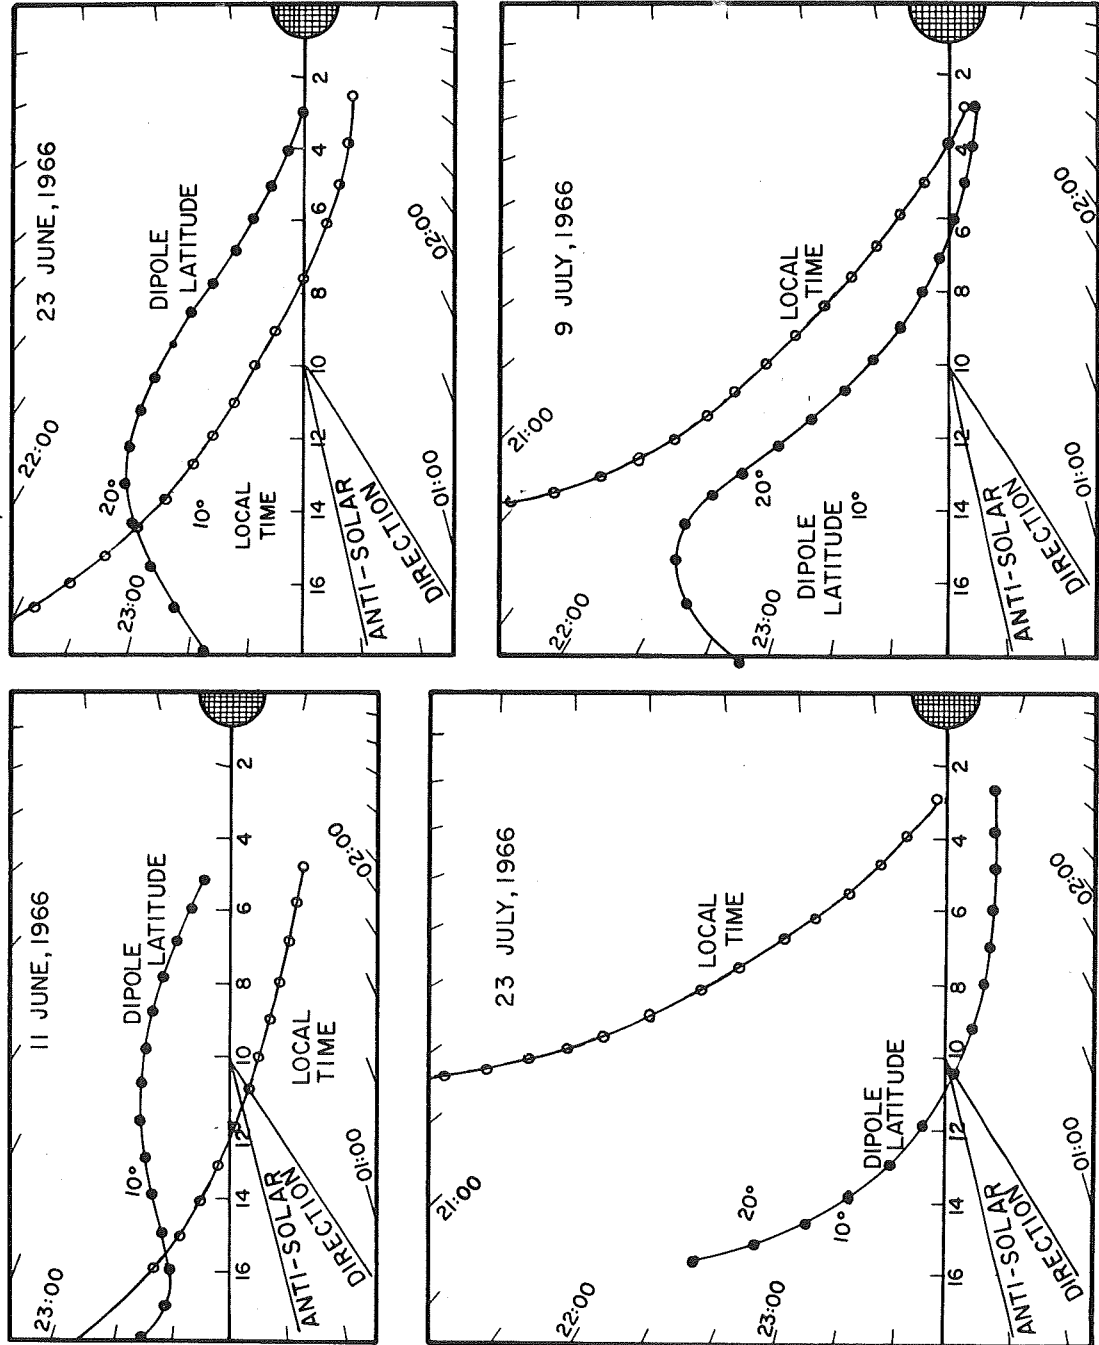 23 JUNE, 1966
DIPOLE
LATITUDE
2
4
6
8
10
12
14
16
22:00
23:00
01:00
02:00
20°
10°
LOCAL
TIME
ANTI-SOLAR
DIRECTION
9 JULY, 1966
LOCAL
TIME
2
4
6
8
10
12
14
16
21:00
22:00
23:00
01:00
02:00
20°
DIPOLE
LATITUDE
10°
ANTI-SOLAR
DIRECTION
11 JUNE, 1966
DIPOLE
LATITUDE
2
4
6
8
10
12
14
16
23:00
01:00
02:00
10°
LOCAL
TIME
ANTI-SOLAR
DIRECTION
23 JULY, 1966
LOCAL
TIME
2
4
6
8
10
12
14
16
21:00
22:00
23:00
01:00
02:00
DIPOLE
LATITUDE
20°
10°
ANTI-SOLAR
DIRECTION